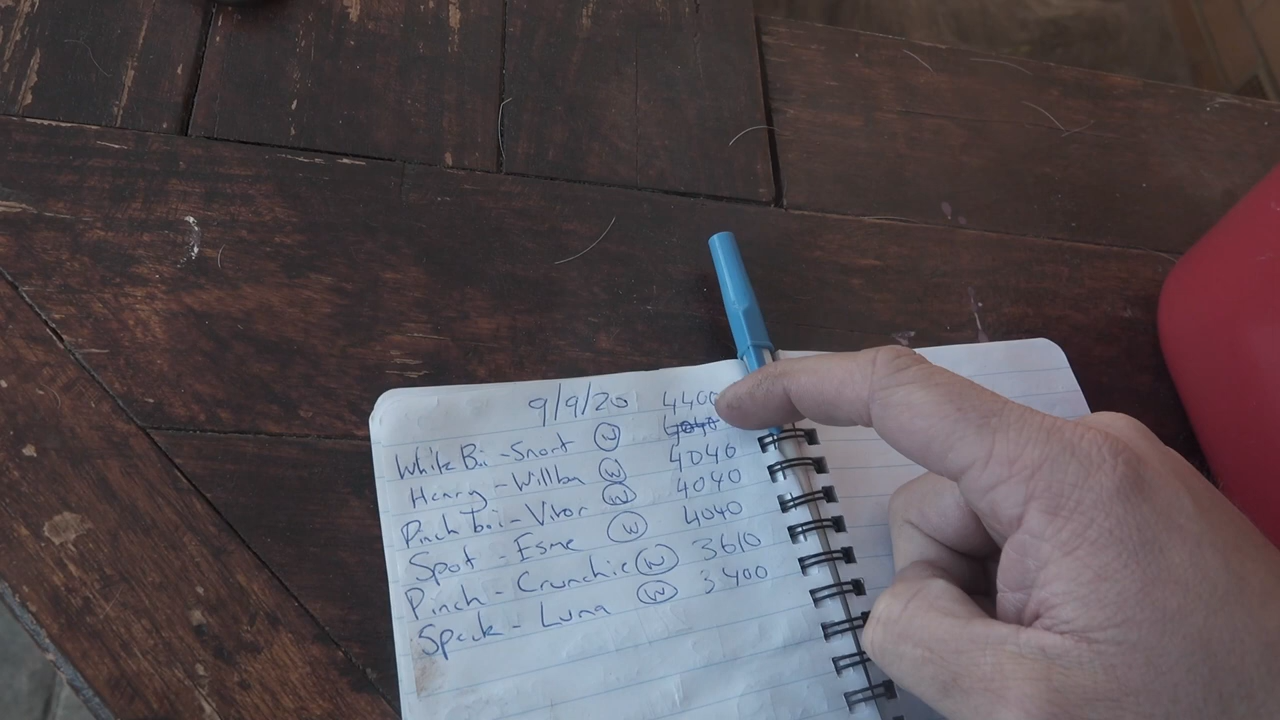 9/9/20 4400
White Boi - Snort W 4040
Henry - Willba W 4040
Pinch boi - Vitor W 4040
Spot - Esme W 4040
Pinch - Crunchie W 3610
Speck - Luna W 3400